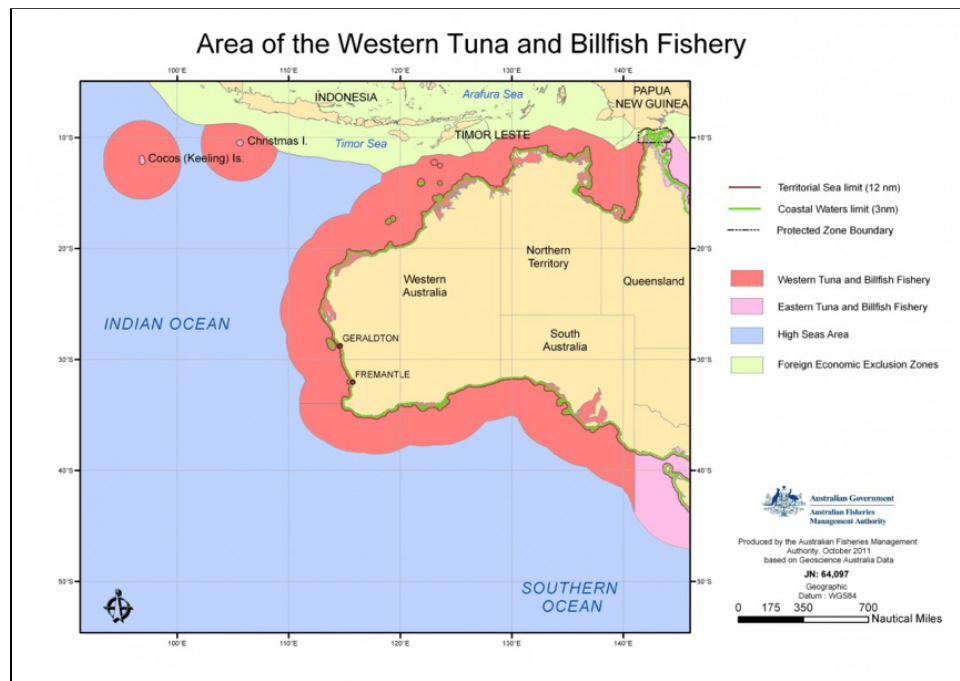 Area of the Western Tuna and Billfish Fishery
100°E
110°E
120°E
130°E
140°E
INDONESIA
Arafura Sea
PAPUA
NEW GUINEA
10°S
10°S
Christmas I.
Timor Sea
TIMOR LESTE
Cocos (Keeling) Is.
Territorial Sea limit (12 nm)
Coastal Waters limit (3nm)
Protected Zone Boundary
20°S
20°S
Northern
Territory
Western
Australia
Queensland
Western Tuna and Billfish Fishery
Eastern Tuna and Billfish Fishery
High Seas Area
Foreign Economic Exclusion Zones
INDIAN OCEAN
South
Australia
GERALDTON
30°S
30°S
FREMANTLE
40°S
40°S
Australian Government
Australian Fisheries
Management Authority
Produced by the Australian Fisheries Management
Authority, October 2011
based on Geoscience Australia Data
JN: 64,097
Geographic
Datum : WGS84
0 175 350 700
Nautical Miles
50°S
50°S
SOUTHERN
OCEAN
100°E
110°E
120°E
130°E
140°E